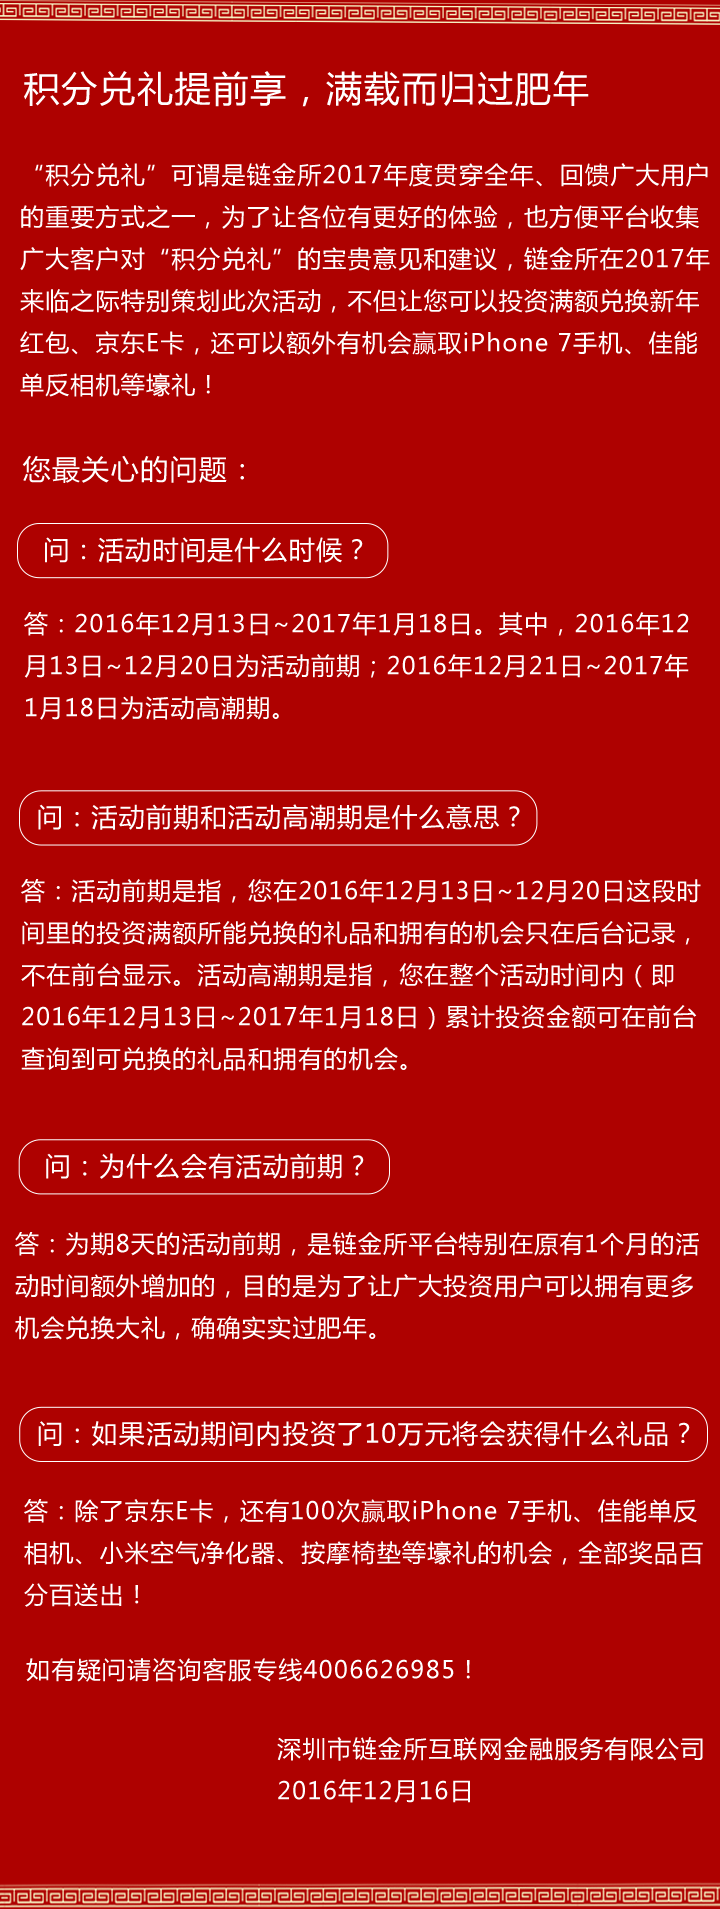 积分兑礼提前享，满载而归过肥年
“积分兑礼”可谓是链金所2017年度贯穿全年、回馈广大用户
的重要方式之一，为了让各位有更好的体验，也方便平台收集
广大客户对“积分兑礼”的宝贵意见和建议，链金所在2017年
来临之际特别策划此次活动，不但让您可以投资满额兑换新年
红包、京东E卡，还可以额外有机会赢取iPhone 7手机、佳能
单反相机等壕礼！
您最关心的问题：
问：活动时间是什么时候？
答：2016年12月13日~2017年1月18日。其中，2016年12
月13日~12月20日为活动前期；2016年12月21日~2017年
1月18日为活动高潮期。
问：活动前期和活动高潮期是什么意思？
答：活动前期是指，您在2016年12月13日~12月20日这段时
间里的投资满额所能兑换的礼品和拥有的机会只在后台记录，
不在前台显示。活动高潮期是指，您在整个活动时间内（即
2016年12月13日~2017年1月18日）累计投资金额可在前台
查询到可兑换的礼品和拥有的机会。
问：为什么会有活动前期？
答：为期8天的活动前期，是链金所平台特别在原有1个月的活
动时间额外增加的，目的是为了让广大投资用户可以拥有更多
机会兑换大礼，确确实实过肥年。
问：如果活动期间内投资了10万元将会获得什么礼品？
答：除了京东E卡，还有100次赢取iPhone 7手机、佳能单反
相机、小米空气净化器、按摩椅垫等壕礼的机会，全部奖品百
分百送出！
如有疑问请咨询客服专线4006626985！
深圳市链金所互联网金融服务有限公司
2016年12月16日